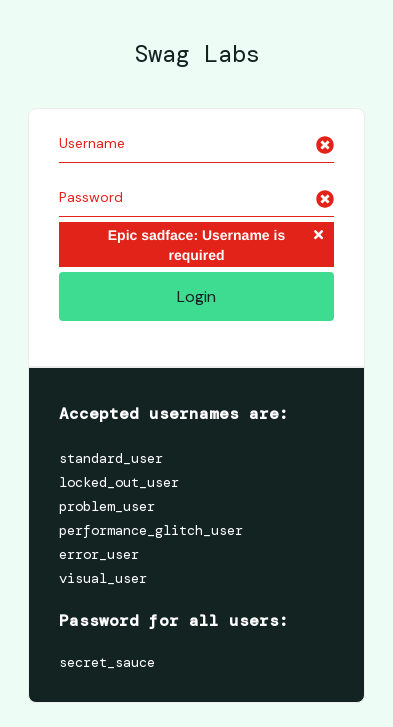 Swag Labs
Username
Password
Epic sadface: Username is
required
Login
Accepted usernames are:
standard_user
locked_out_user
problem_user
performance_glitch_user
error_user
visual_user
Password for all users:
secret_sauce